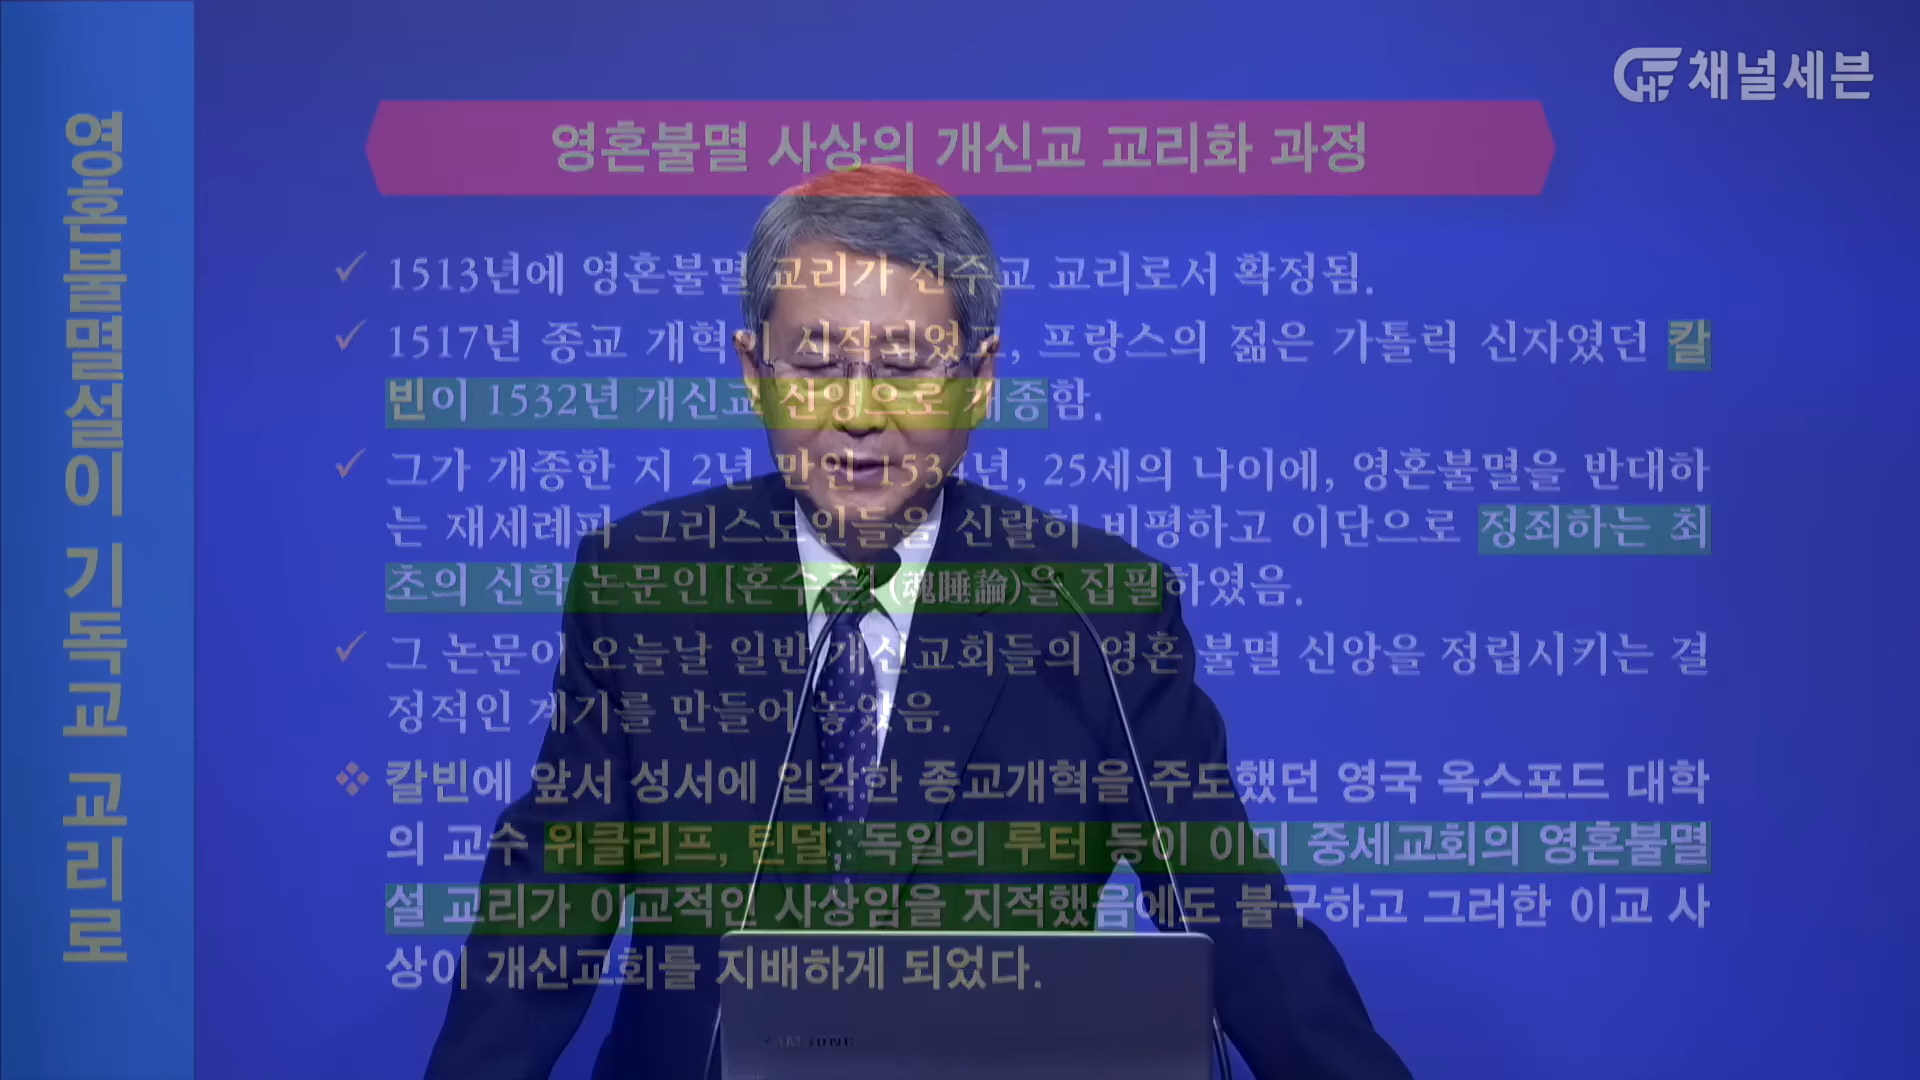 채널세븐
영혼불멸설이 기독교 교리로
영혼불멸 사상의 개신교 교리화 과정
✓ 1513년에 영혼불멸 교리가 천주교 교리로서 확정됨.
✓ 1517년 종교 개혁이 시작되었고, 프랑스의 젊은 가톨릭 신자였던 칼
빈이 1532년 개신교 신앙으로 개종함.
✓ 그가 개종한 지 2년 만인 1534년, 25세의 나이에, 영혼불멸을 반대하
는 재세례파 그리스도인들을 신랄히 비평하고 이단으로 정죄하는 최
초의 신학 논문인 [혼수론] (魂睡論)을 집필하였음.
✓ 그 논문이 오늘날 일반 개신교회들의 영혼 불멸 신앙을 정립시키는 결
정적인 계기를 만들어 놓았음.
❖ 칼빈에 앞서 성서에 입각한 종교개혁을 주도했던 영국 옥스포드 대학
의 교수 위클리프, 틴덜, 독일의 루터 등이 이미 중세교회의 영혼불멸
설 교리가 이교적인 사상임을 지적했음에도 불구하고 그러한 이교 사
상이 개신교회를 지배하게 되었다.
SAMSUNG